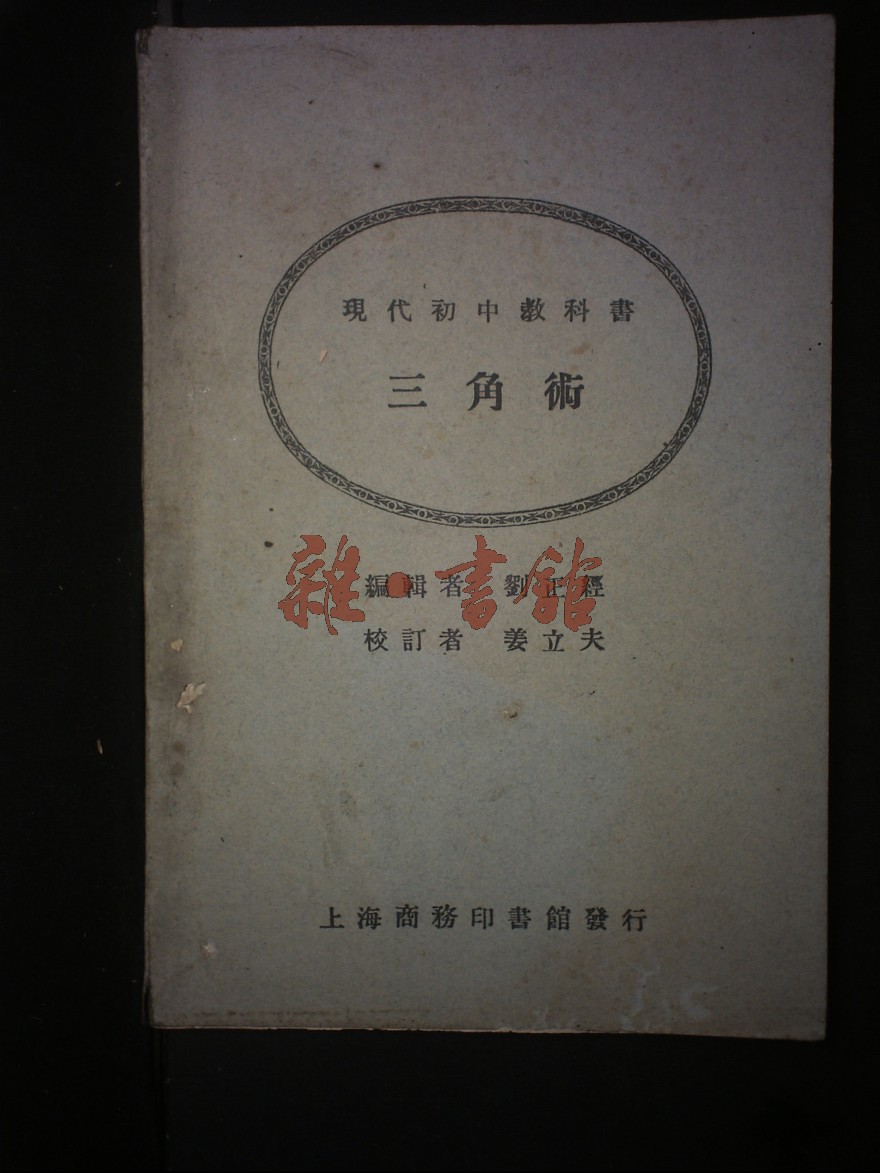 現代初中教科書
三角術
編輯者 劉正經
雜·書館
校訂者 姜立夫
上海商務印書館發行